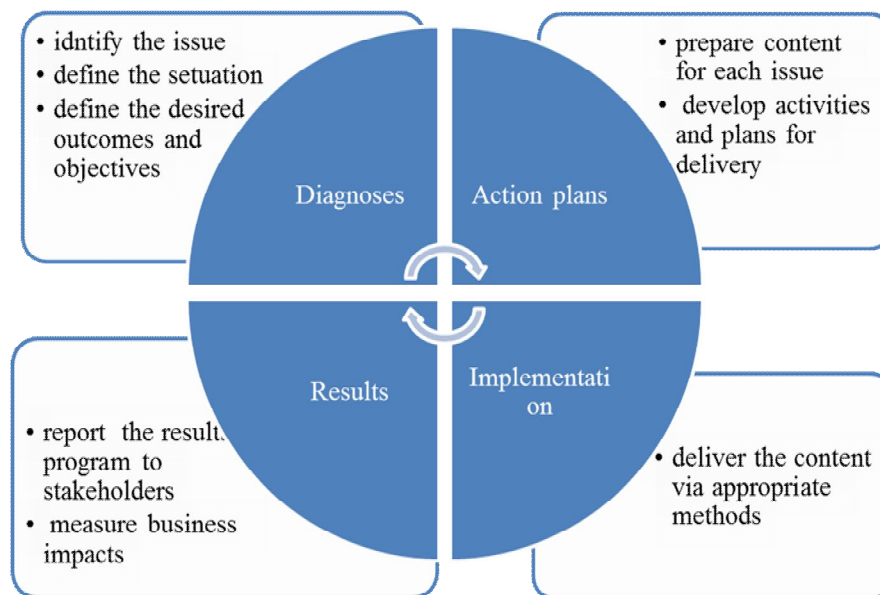 • idntify the issue
• define the setuation
• define the desired
outcomes and
objectives
Diagnoses
• prepare content
for each issue
• develop activities
and plans for
delivery
Action plans
Results
• report the result
program to
stakeholders
• measure business
impacts
Implementati
on
• deliver the content
via appropriate
methods